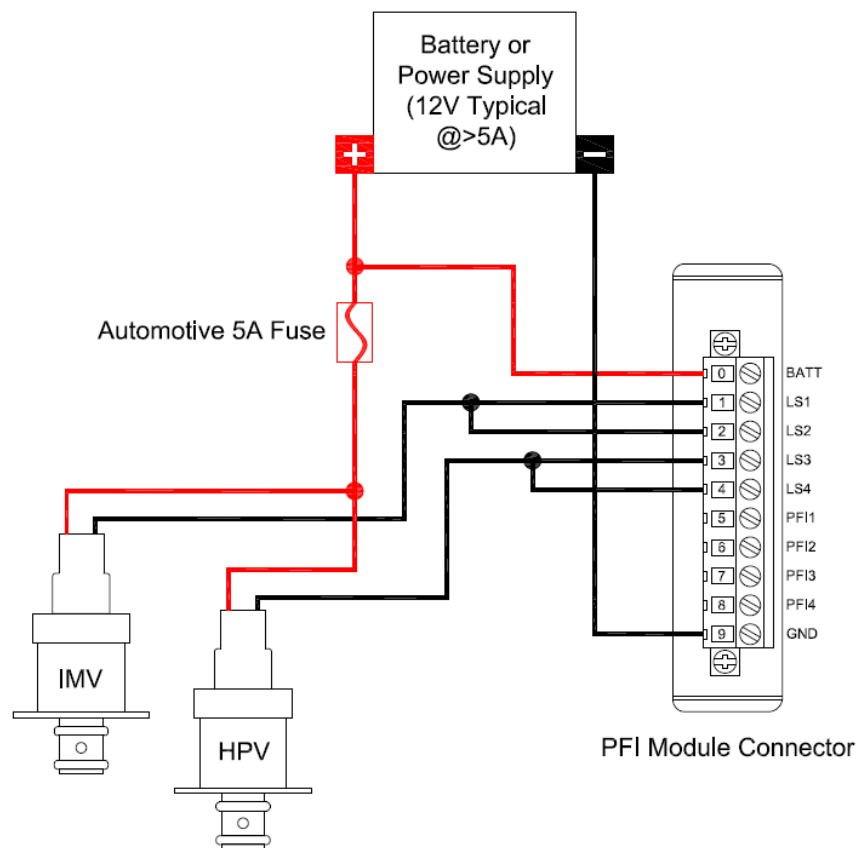 Battery or
Power Supply
(12V Typical
@>5A)
+
-
Automotive 5A Fuse
0 BATT
1 LS1
2 LS2
3 LS3
4 LS4
5 PFI1
6 PFI2
7 PFI3
8 PFI4
9 GND
IMV
HPV
PFI Module Connector